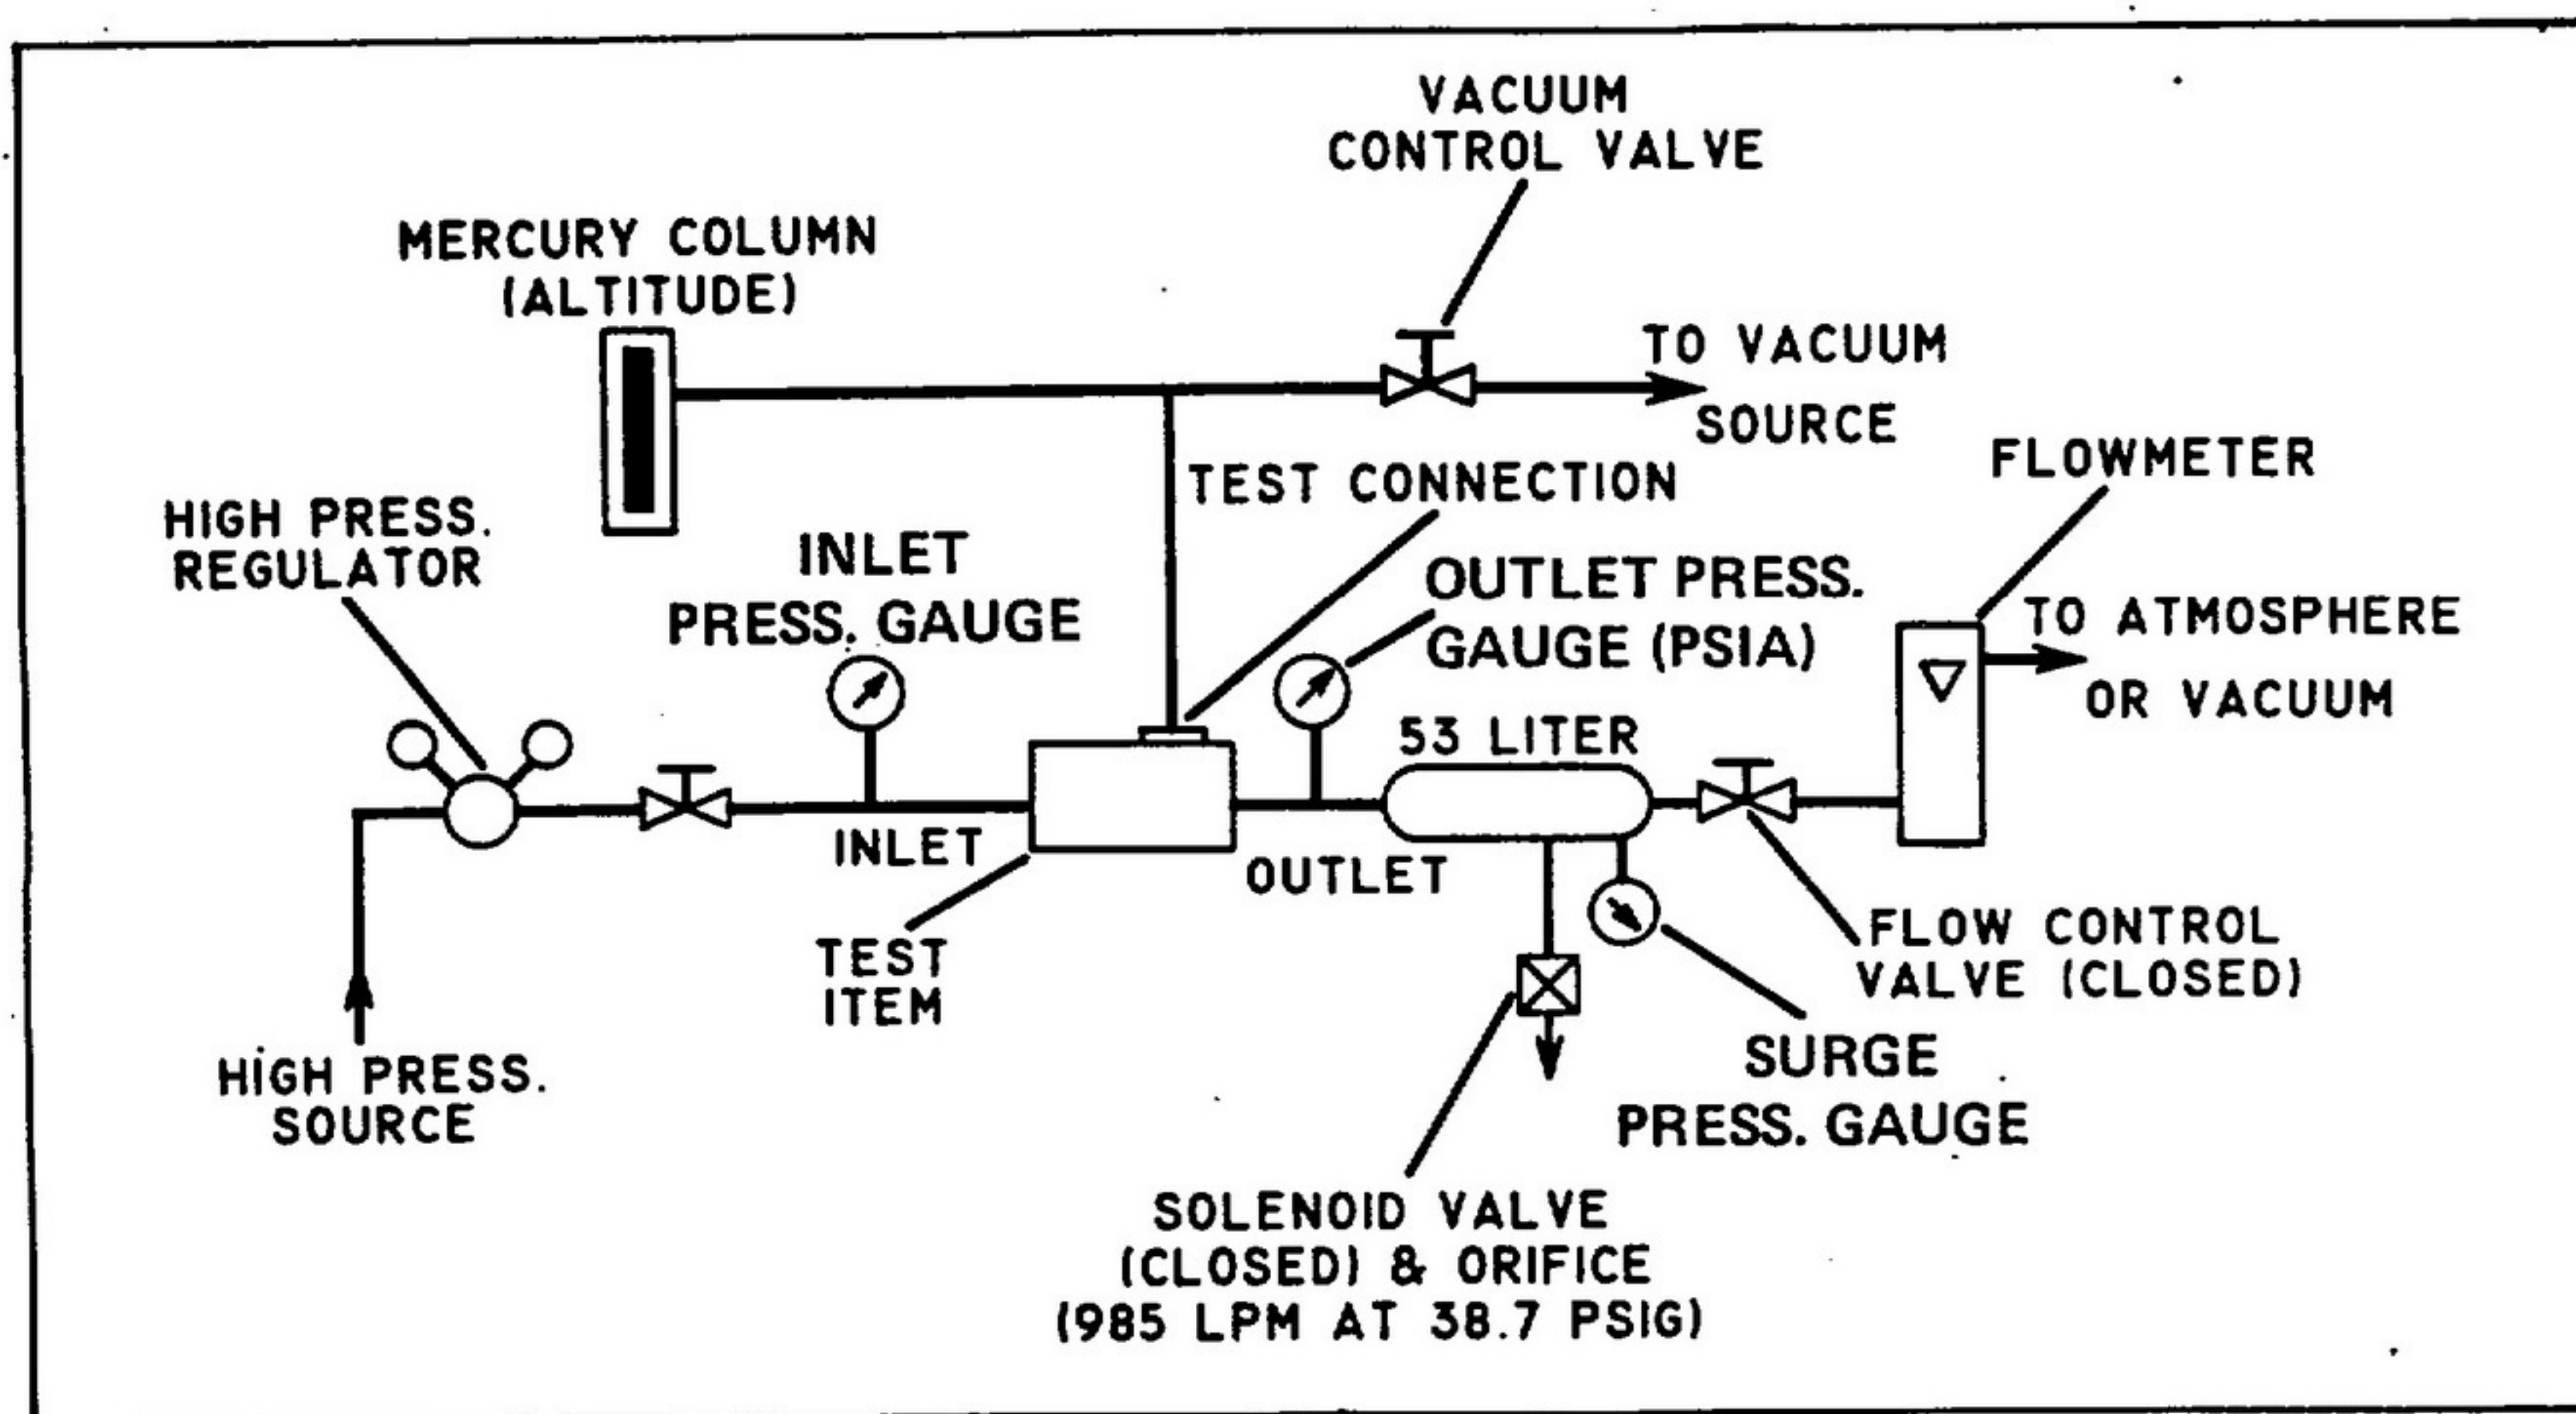 VACUUM
CONTROL VALVE
MERCURY COLUMN
(ALTITUDE)
TO VACUUM
SOURCE
FLOWMETER
TEST CONNECTION
HIGH PRESS.
REGULATOR
INLET
PRESS. GAUGE
OUTLET PRESS.
GAUGE (PSIA)
TO ATMOSPHERE
OR VACUUM
53 LITER
INLET
OUTLET
TEST
ITEM
FLOW CONTROL
VALVE (CLOSED)
HIGH PRESS.
SOURCE
SURGE
PRESS. GAUGE
SOLENOID VALVE
(CLOSED) & ORIFICE
(985 LPM AT 38.7 PSIG)